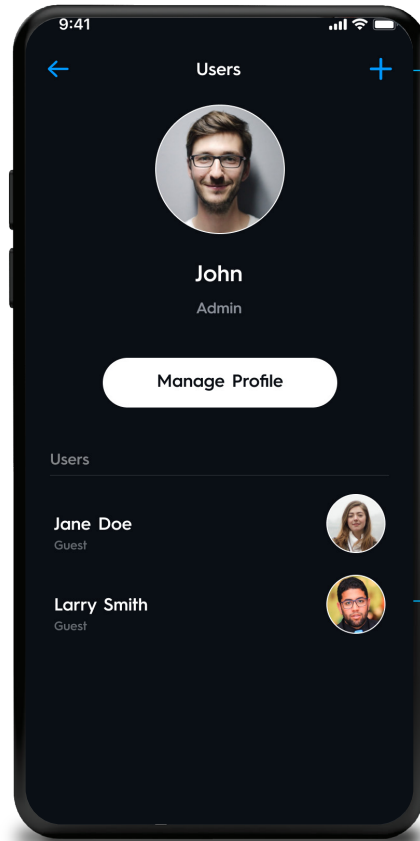 9:41
Users
John
Admin
Manage Profile
Users
Jane Doe
Guest
Larry Smith
Guest